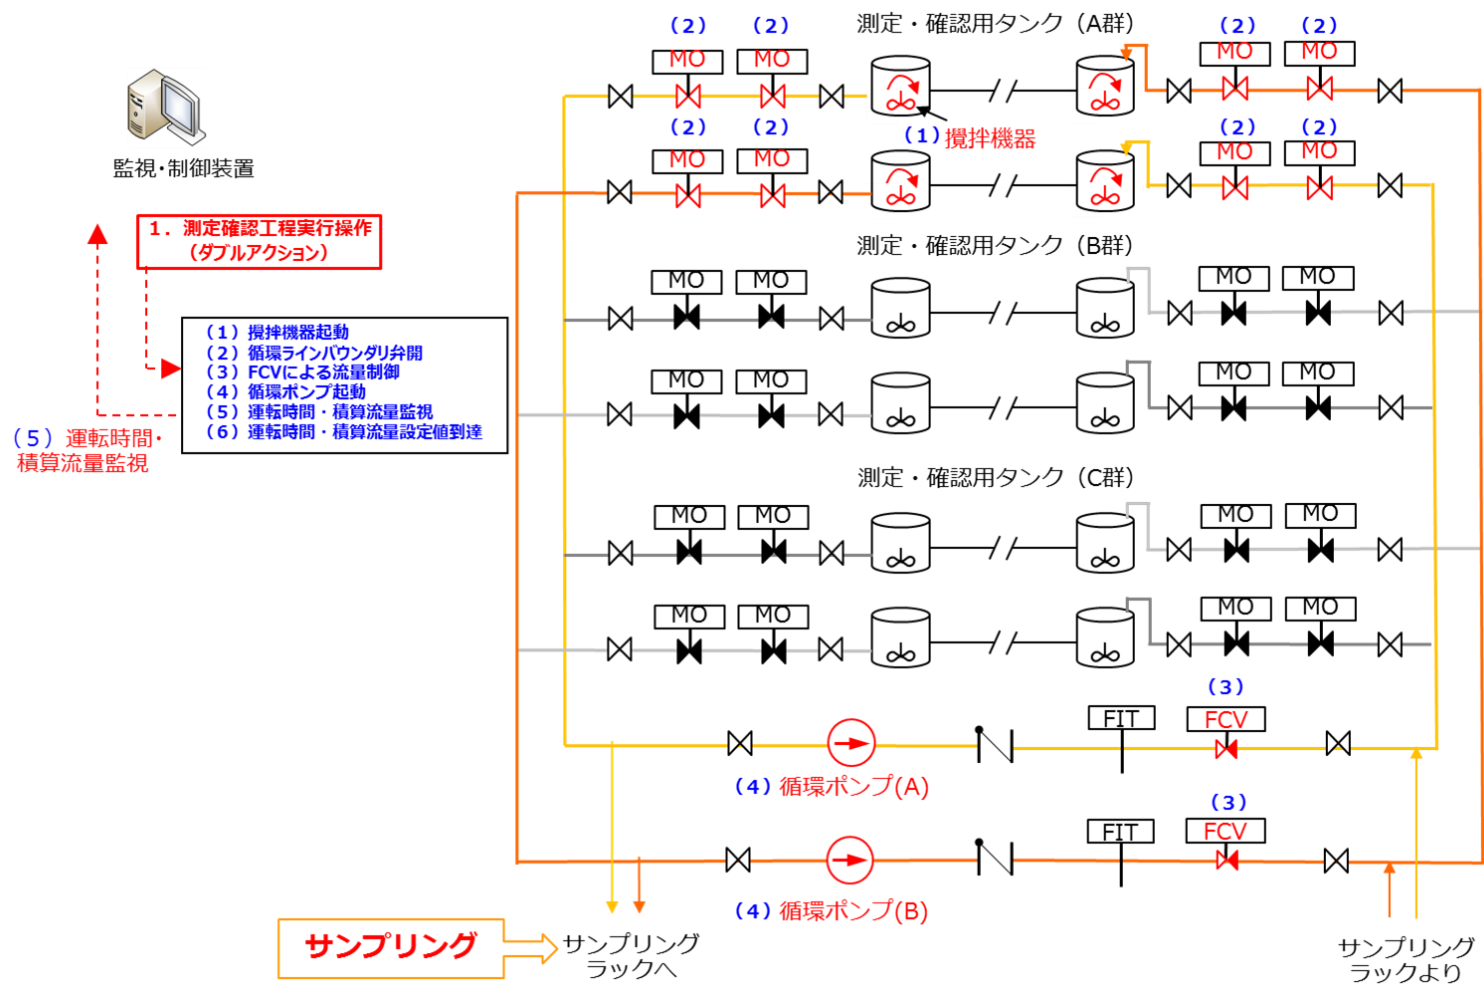 測定・確認用タンク（A群）
（2）
（2）
（2）
（2）
MO
MO
MO
MO
（1）攪拌機器
（2）
（2）
（2）
（2）
MO
MO
MO
MO
監視・制御装置
１．測定確認工程実行操作
（ダブルアクション）
測定・確認用タンク（B群）
MO
MO
MO
MO
（１）攪拌機器起動
（２）循環ラインバウンダリ弁開
（３）FCVによる流量制御
（４）循環ポンプ起動
（５）運転時間・積算流量監視
（６）運転時間・積算流量設定値到達
MO
MO
MO
MO
（５）運転時間・
積算流量監視
測定・確認用タンク（C群）
MO
MO
MO
MO
MO
MO
MO
MO
（3）
FIT
FCV
（4）循環ポンプ(A)
（3）
FIT
FCV
（4）循環ポンプ(B)
サンプリング
サンプリング
ラックへ
サンプリング
ラックより